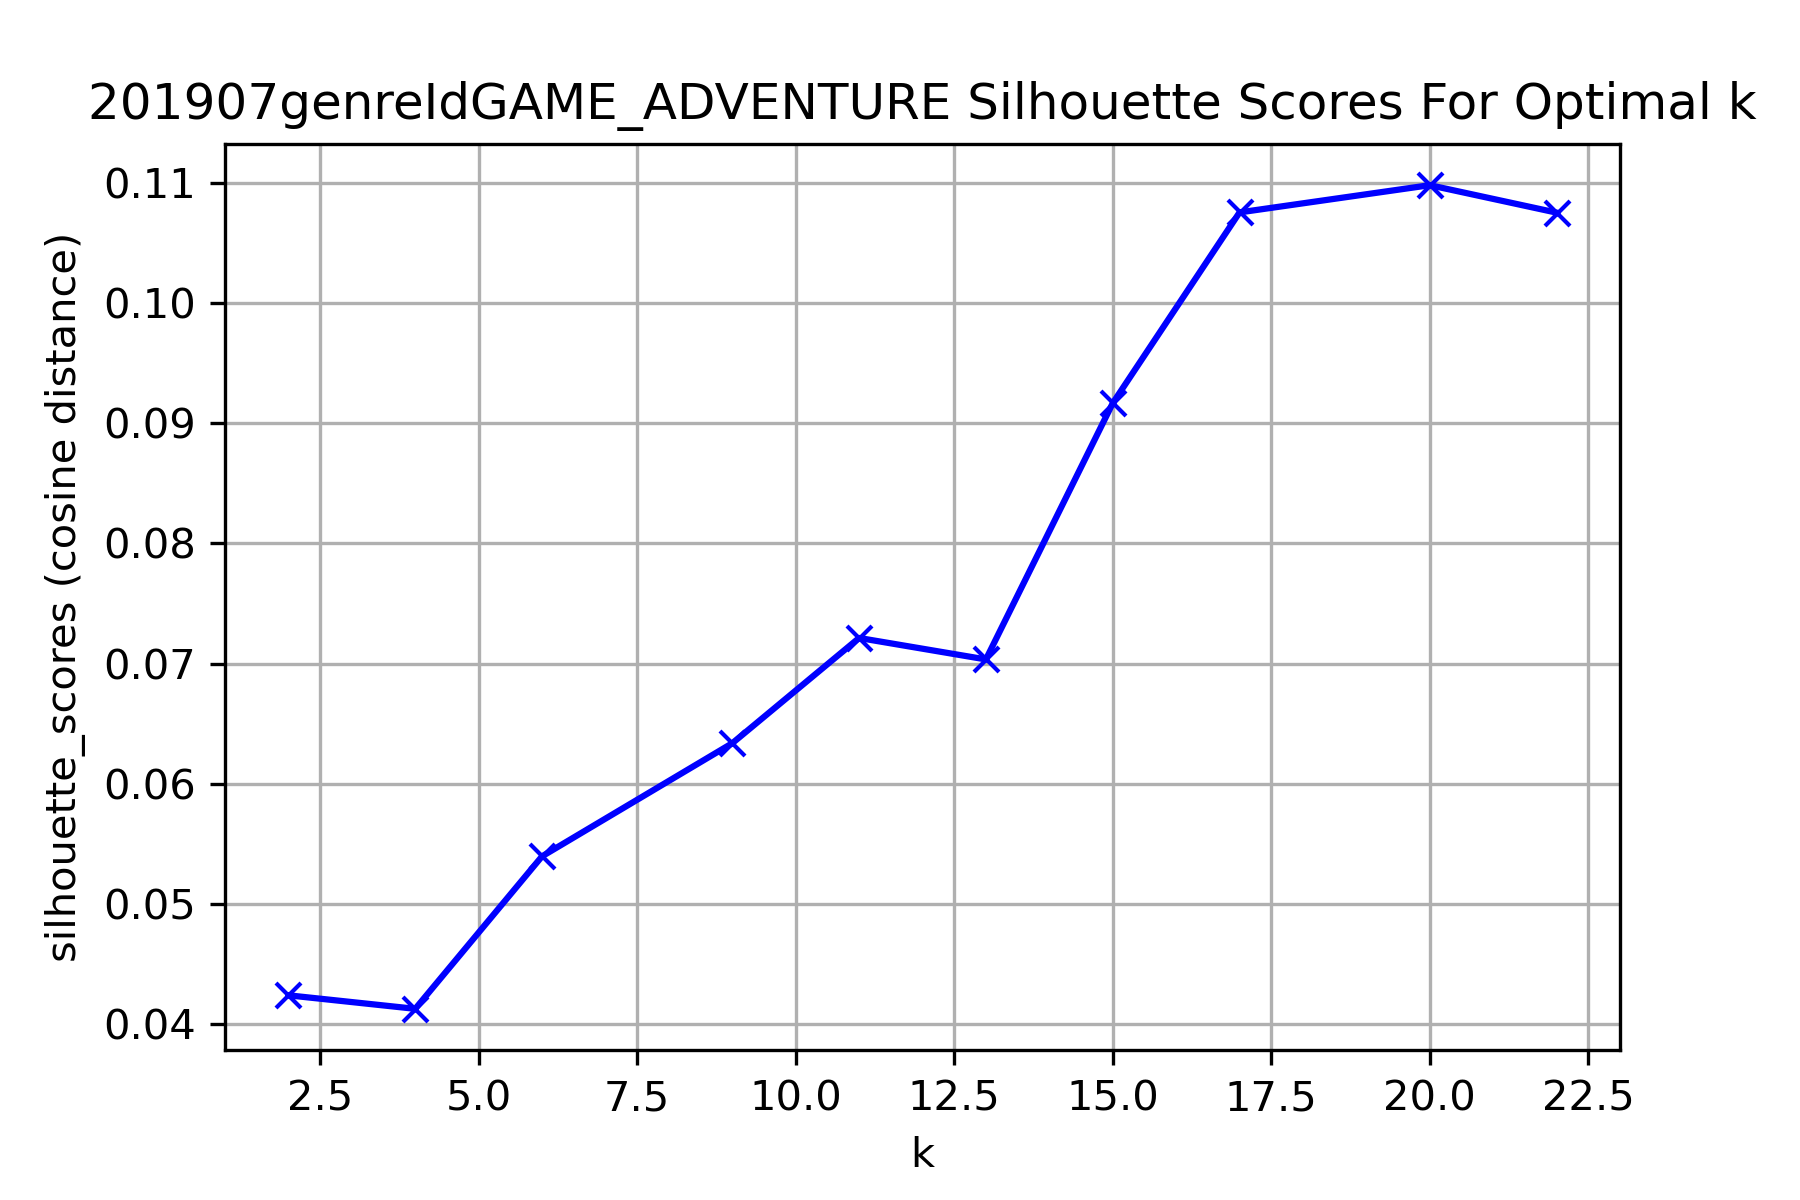 201907genreIdGAME_ADVENTURE Silhouette Scores For Optimal k
silhouette_scores (cosine distance)
0.11
0.10
0.09
0.08
0.07
0.06
0.05
0.04
2.5 5.0 7.5 10.0 12.5 15.0 17.5 20.0 22.5
k